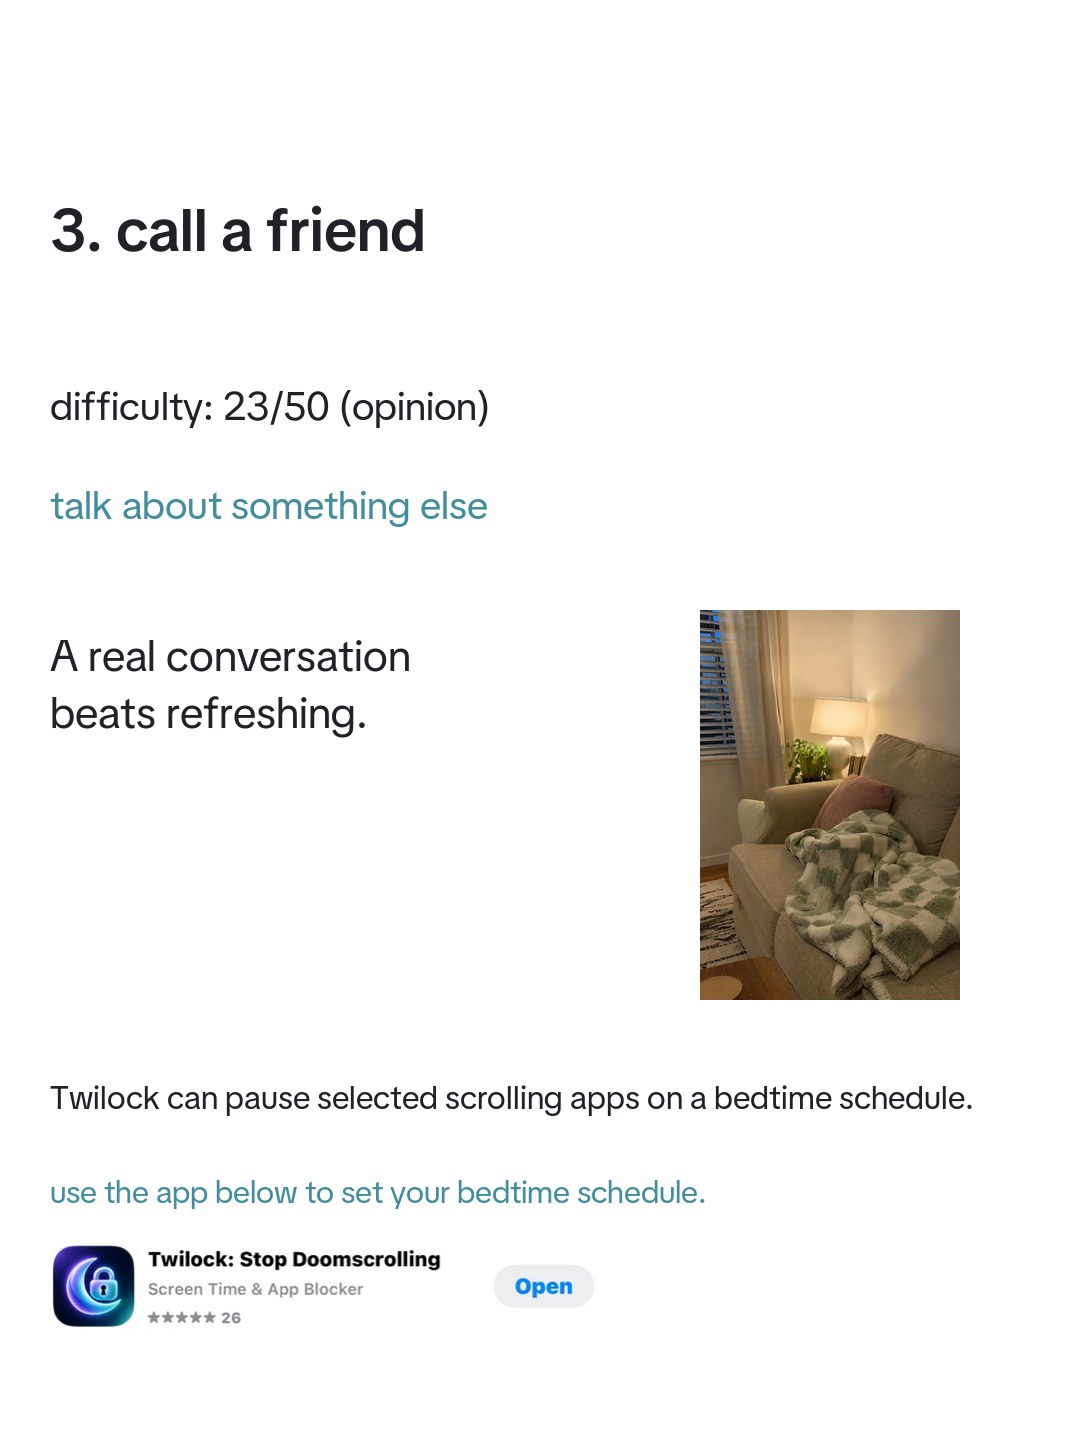 3. call a friend
difficulty: 23/50 (opinion)
talk about something else
A real conversation
beats refreshing.
Twilock can pause selected scrolling apps on a bedtime schedule.
use the app below to set your bedtime schedule.
Twilock: Stop Doomscrolling
Screen Time & App Blocker
Open
★★★★★ 26